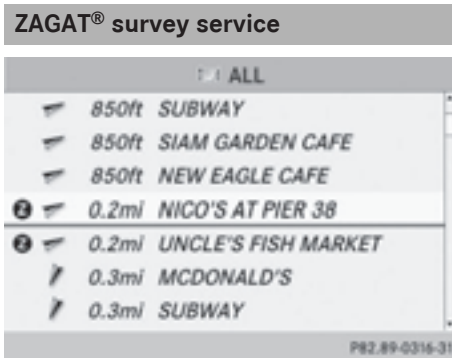 ZAGAT® survey service
ALL
850ft SUBWAY
850ft SIAM GARDEN CAFE
850ft NEW EAGLE CAFE
Z 0.2mi NICO'S AT PIER 38
Z 0.2mi UNCLE'S FISH MARKET
0.3mi MCDONALD'S
0.3mi SUBWAY
P82.89-0316-31